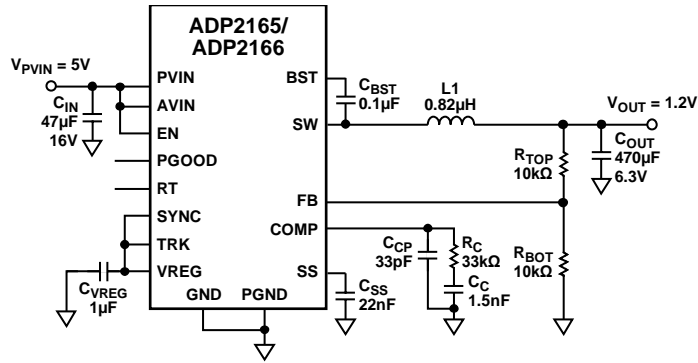 ADP2165/
ADP2166
V_PVIN = 5V
PVIN
AVIN
EN
PGOOD
RT
SYNC
TRK
VREG
GND
PGND
BST
SW
FB
COMP
SS
C_IN
47µF
16V
C_VREG
1µF
C_BST
0.1µF
L1
0.82µH
V_OUT = 1.2V
C_OUT
470µF
6.3V
R_TOP
10kΩ
R_BOT
10kΩ
C_CP
33pF
R_C
33kΩ
C_C
1.5nF
C_SS
22nF